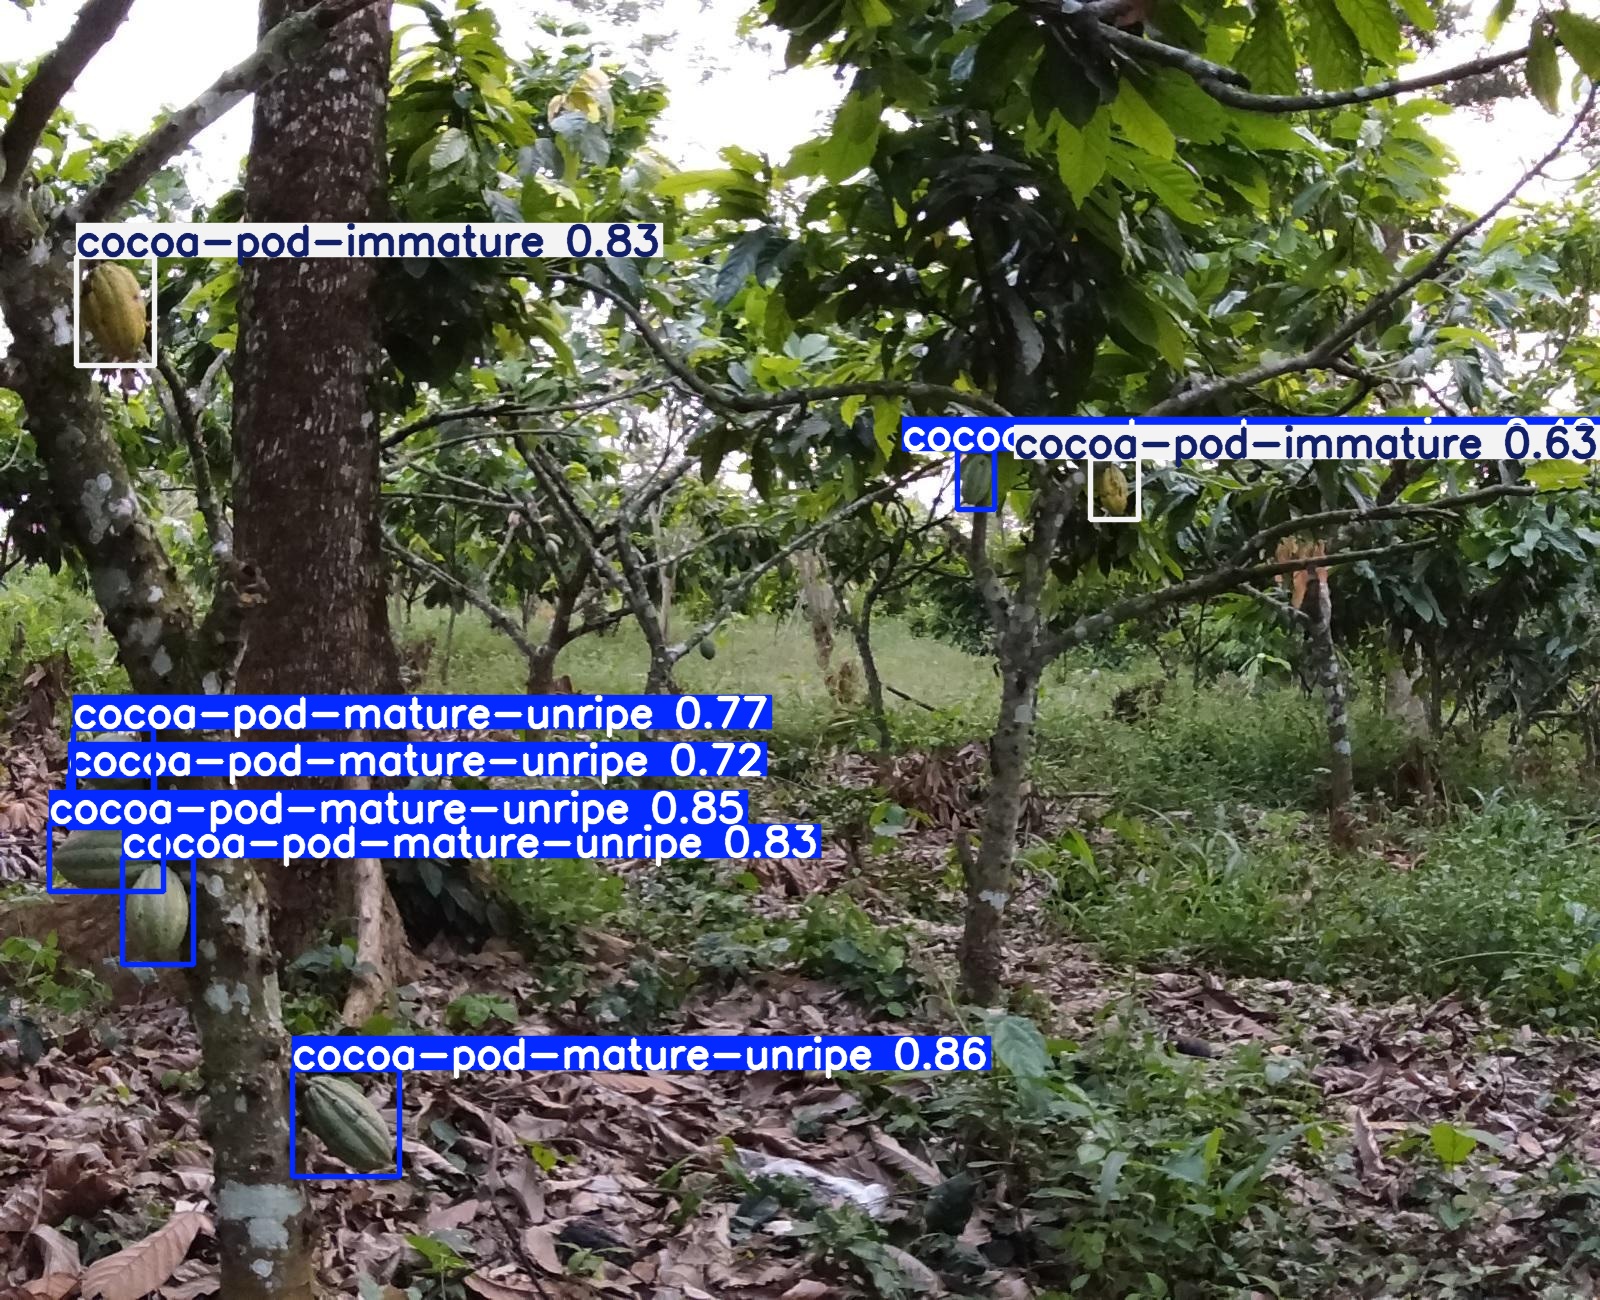 cocoa-pod-immature 0.83
cocoa-pod-immature 0.63
cocoa-pod-mature-unripe 0.77
cocoa-pod-mature-unripe 0.72
cocoa-pod-mature-unripe 0.85
cocoa-pod-mature-unripe 0.83
cocoa-pod-mature-unripe 0.86